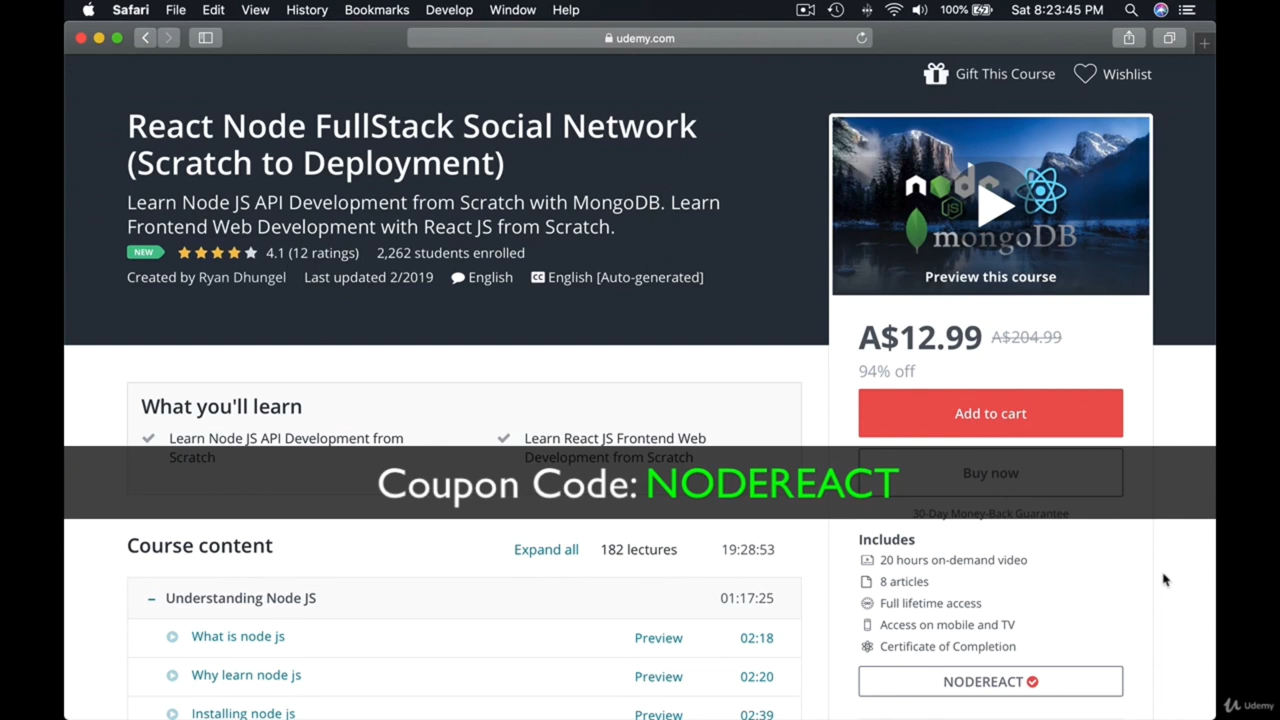 Safari File Edit View History Bookmarks Develop Window Help 100% Sat 8:23:45 PM
udemy.com
Gift This Course Wishlist
React Node FullStack Social Network
(Scratch to Deployment)
Learn Node JS API Development from Scratch with MongoDB. Learn
Frontend Web Development with React JS from Scratch.
NEW 4.1 (12 ratings) 2,262 students enrolled
Created by Ryan Dhungel Last updated 2/2019 English CC English [Auto-generated]
node
JS
mongoDB
Preview this course
A$12.99 A$204.99
94% off
Add to cart
Buy now
30-Day Money-Back Guarantee
What you'll learn
Learn Node JS API Development from
Scratch
Learn React JS Frontend Web
Development from Scratch
Coupon Code: NODEREACT
Course content Expand all 182 lectures 19:28:53
Understanding Node JS 01:17:25
What is node js Preview 02:18
Why learn node js Preview 02:20
Installing node js Preview 02:39
Includes
20 hours on-demand video
8 articles
Full lifetime access
Access on mobile and TV
Certificate of Completion
NODEREACT
Udemy